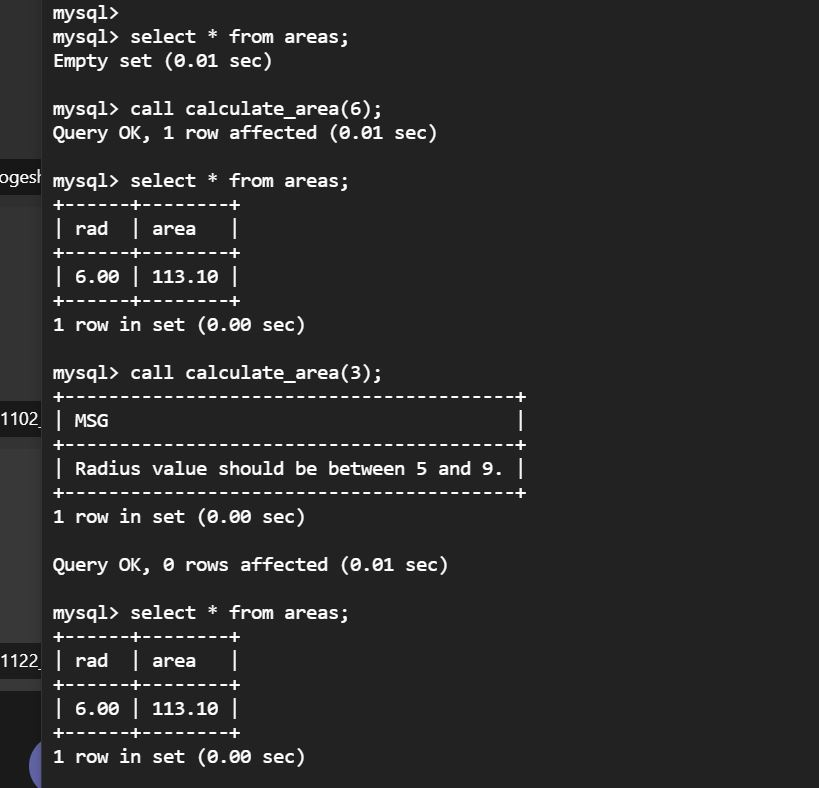 mysql>
mysql> select * from areas;
Empty set (0.01 sec)
mysql> call calculate_area(6);
Query OK, 1 row affected (0.01 sec)
ogesh
mysql> select * from areas;
+------+--------+
| rad  | area   |
+------+--------+
| 6.00 | 113.10 |
+------+--------+
1 row in set (0.00 sec)
mysql> call calculate_area(3);
+-----------------------------------------+
1102_
| MSG                                     |
+-----------------------------------------+
| Radius value should be between 5 and 9. |
+-----------------------------------------+
1 row in set (0.00 sec)
Query OK, 0 rows affected (0.01 sec)
mysql> select * from areas;
+------+--------+
1122_
| rad  | area   |
+------+--------+
| 6.00 | 113.10 |
+------+--------+
1 row in set (0.00 sec)